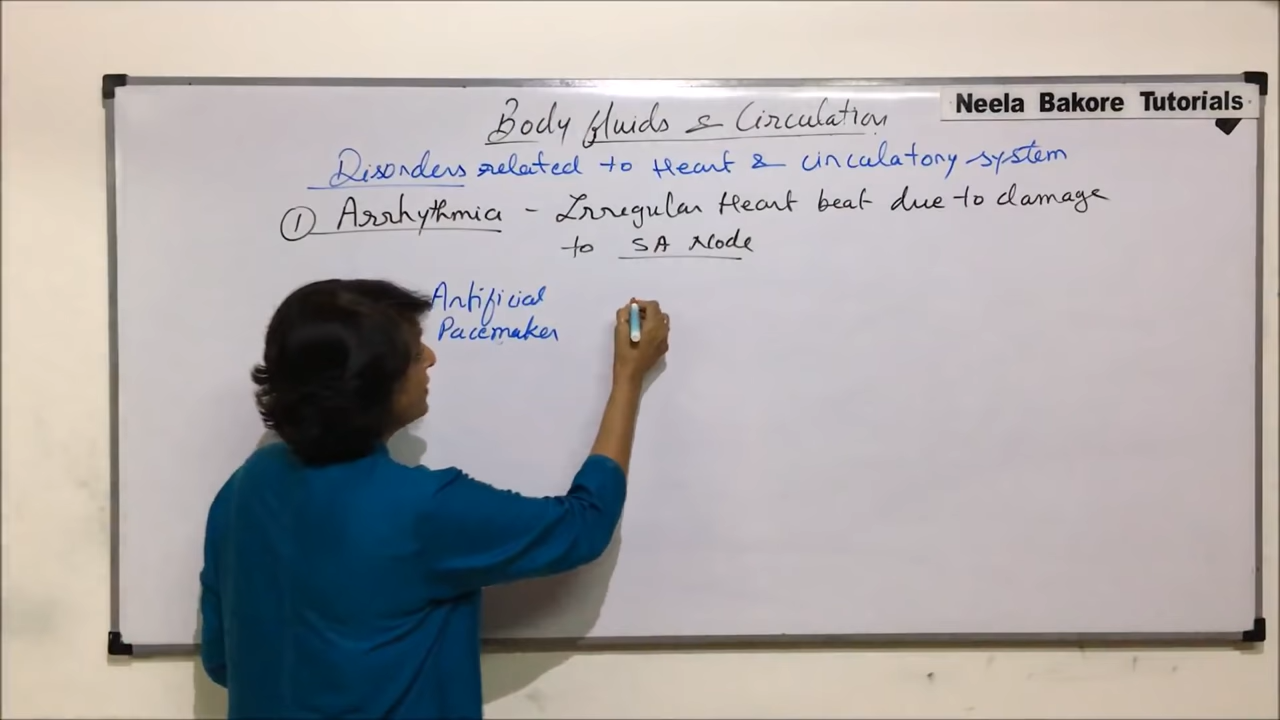 Neela Bakore Tutorials
Body fluids & Circulation
Disorders related to Heart & circulatory system
① Arrhythmia - Irregular Heart beat due to damage
to SA Node
Artificial
Pacemaker